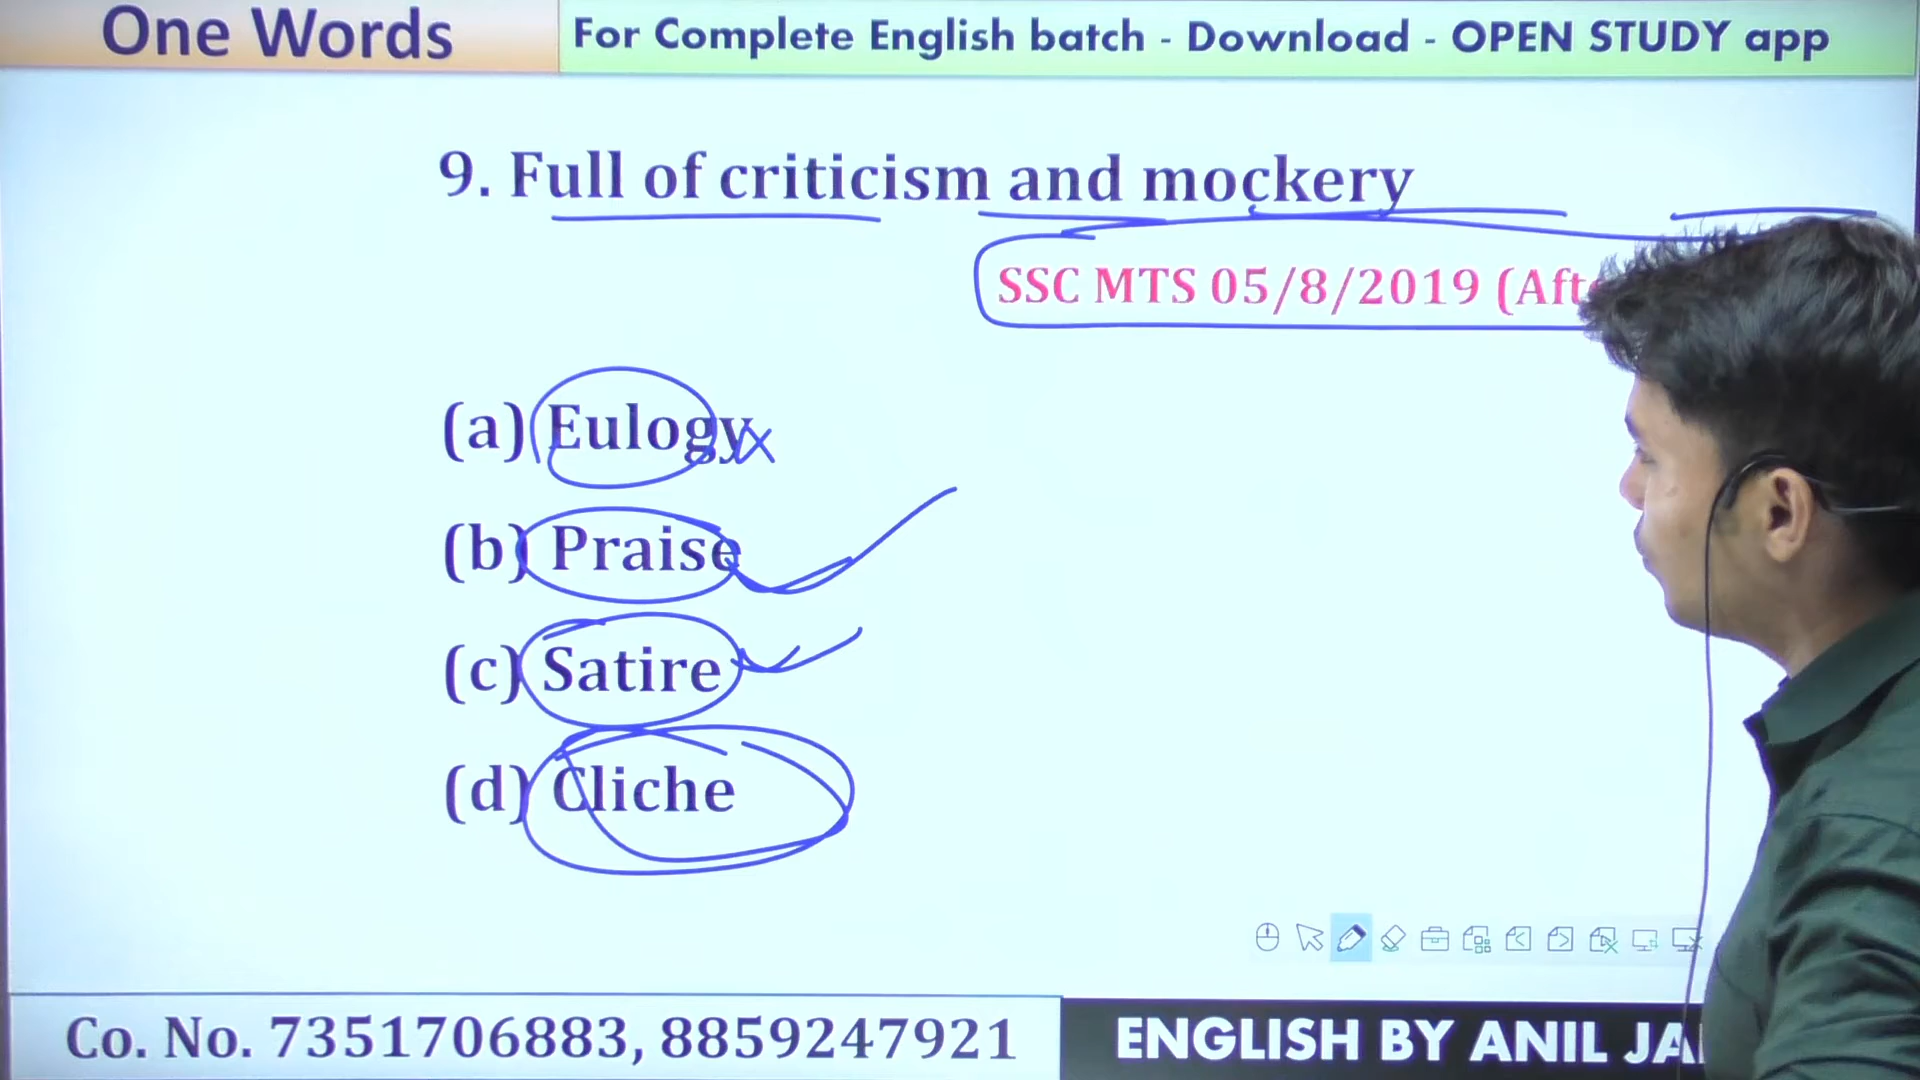 One Words
For Complete English batch - Download - OPEN STUDY app
9. Full of criticism and mockery
SSC MTS 05/8/2019 (Aft
(a) Eulogy
(b) Praise
(c) Satire
(d) Cliche
Co. No. 7351706883, 8859247921
ENGLISH BY ANIL JA